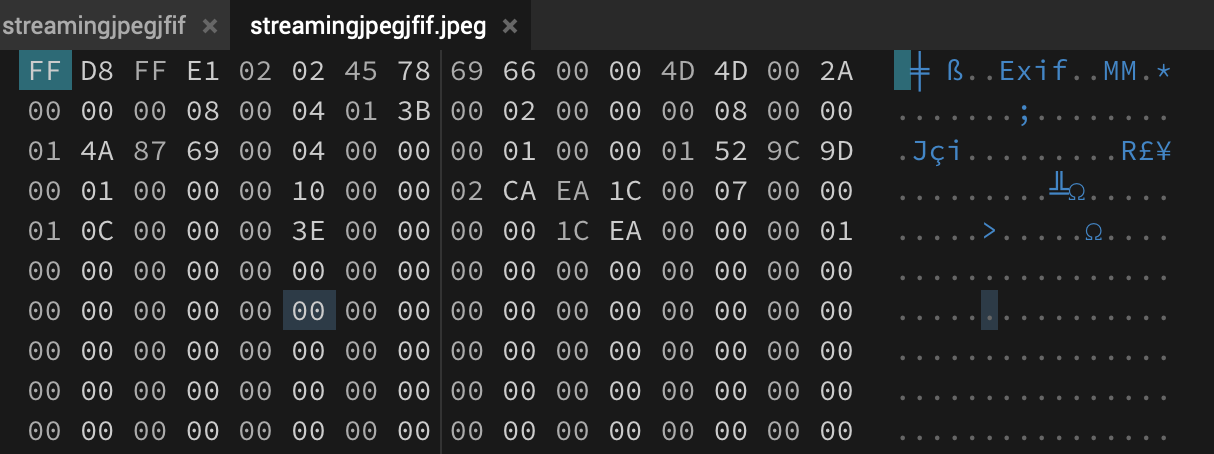 streamingjpegjfif × streamingjpegjfif.jpeg ×
FF D8 FF E1 02 02 45 78 69 66 00 00 4D 4D 00 2A ╪ ß..Exif..MM.*
00 00 00 08 00 04 01 3B 00 02 00 00 00 08 00 00 .......;........
01 4A 87 69 00 04 00 00 00 01 00 00 01 52 9C 9D .Jçi.........R£¥
00 01 00 00 00 10 00 00 02 CA EA 1C 00 07 00 00 .........╩Ω.....
01 0C 00 00 00 3E 00 00 00 00 1C EA 00 00 00 01 .....>.....Ω....
00 00 00 00 00 00 00 00 00 00 00 00 00 00 00 00 ................
00 00 00 00 00 00 00 00 00 00 00 00 00 00 00 00 ................
00 00 00 00 00 00 00 00 00 00 00 00 00 00 00 00 ................
00 00 00 00 00 00 00 00 00 00 00 00 00 00 00 00 ................
00 00 00 00 00 00 00 00 00 00 00 00 00 00 00 00 ................